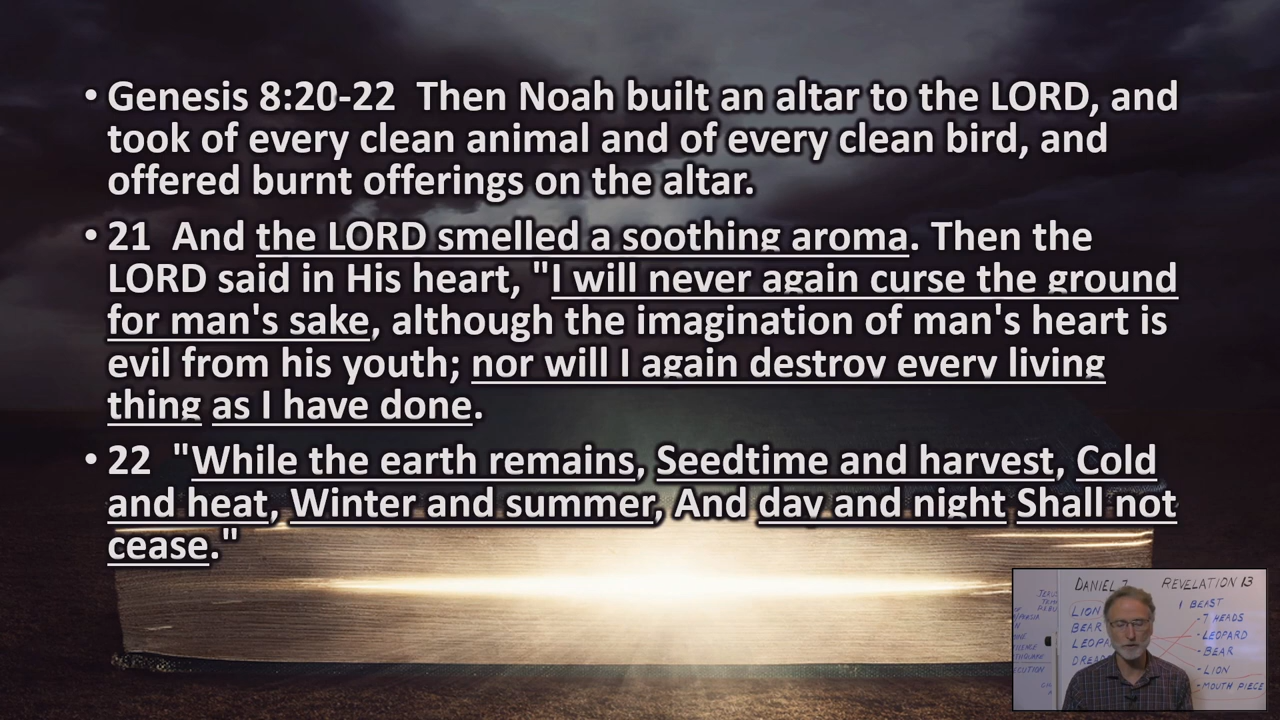 • Genesis 8:20-22  Then Noah built an altar to the LORD, and
took of every clean animal and of every clean bird, and
offered burnt offerings on the altar.
• 21  And the LORD smelled a soothing aroma. Then the
LORD said in His heart, "I will never again curse the ground
for man's sake, although the imagination of man's heart is
evil from his youth; nor will I again destroy every living
thing as I have done.
• 22  "While the earth remains, Seedtime and harvest, Cold
and heat, Winter and summer, And day and night Shall not
cease."
DANIEL 7
LION
BEAR
REVELATION 13
1 BEAST
- 7 HEADS
- LEOPARD
- BEAR
- LION
- MOUTH PIECE